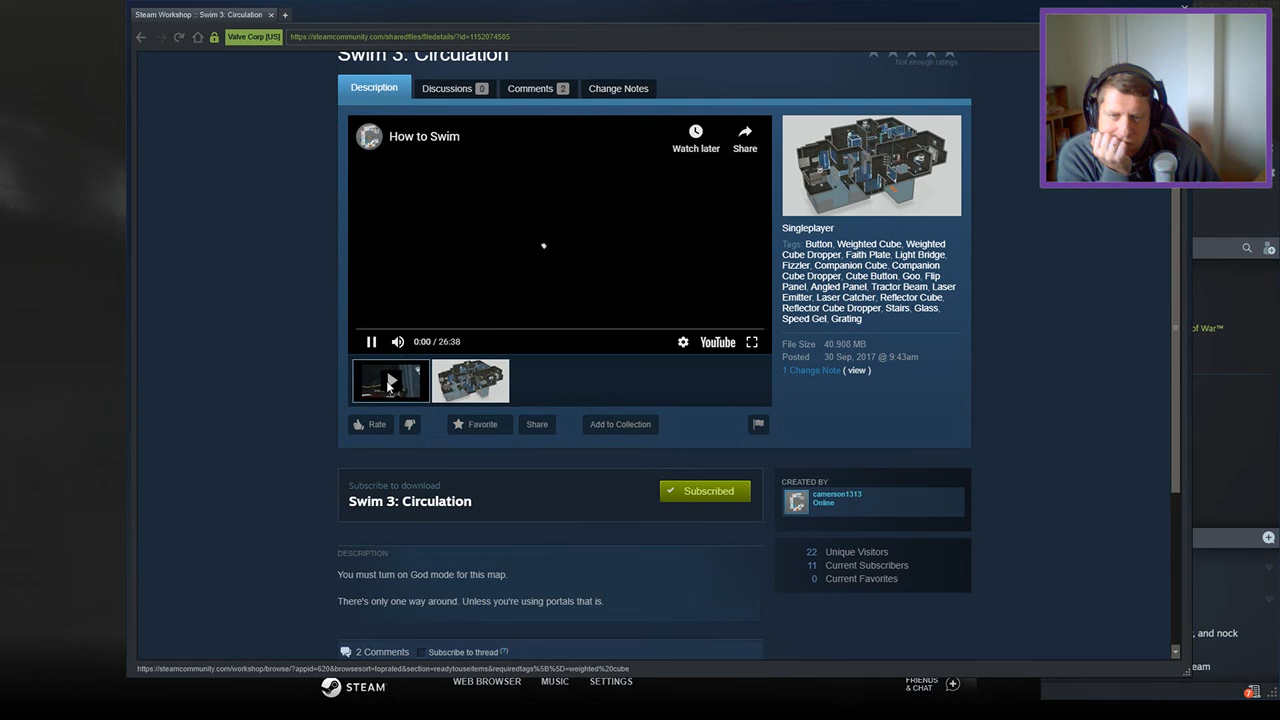 Steam Workshop :: Swim 3: Circulation
Valve Corp [US]
https://steamcommunity.com/sharedfiles/filedetails/?id=1152074585
Swim 3: Circulation
Not enough ratings
Description
Discussions 0
Comments 2
Change Notes
How to Swim
Watch later
Share
0:00 / 26:38
YouTube
Singleplayer
Tags: Button, Weighted Cube, Weighted
Cube Dropper, Faith Plate, Light Bridge,
Fizzler, Companion Cube, Companion
Cube Dropper, Cube Button, Goo, Flip
Panel, Angled Panel, Tractor Beam, Laser
Emitter, Laser Catcher, Reflector Cube,
Reflector Cube Dropper, Stairs, Glass,
Speed Gel, Grating
File Size 40.908 MB
Posted 30 Sep, 2017 @ 9:43am
1 Change Note ( view )
Rate
Favorite
Share
Add to Collection
Subscribe to download
Swim 3: Circulation
Subscribed
CREATED BY
camerson1313
Online
22 Unique Visitors
11 Current Subscribers
0 Current Favorites
DESCRIPTION
You must turn on God mode for this map.
There's only one way around. Unless you're using portals that is.
2 Comments
Subscribe to thread (?)
https://steamcommunity.com/workshop/browse/?appid=620&browsesort=toprated&section=readytouseitems&requiredtags%5B%5D=weighted%20cube
STEAM
WEB BROWSER
MUSIC
SETTINGS
FRIENDS
& CHAT
of War™
, and nock
eam
7